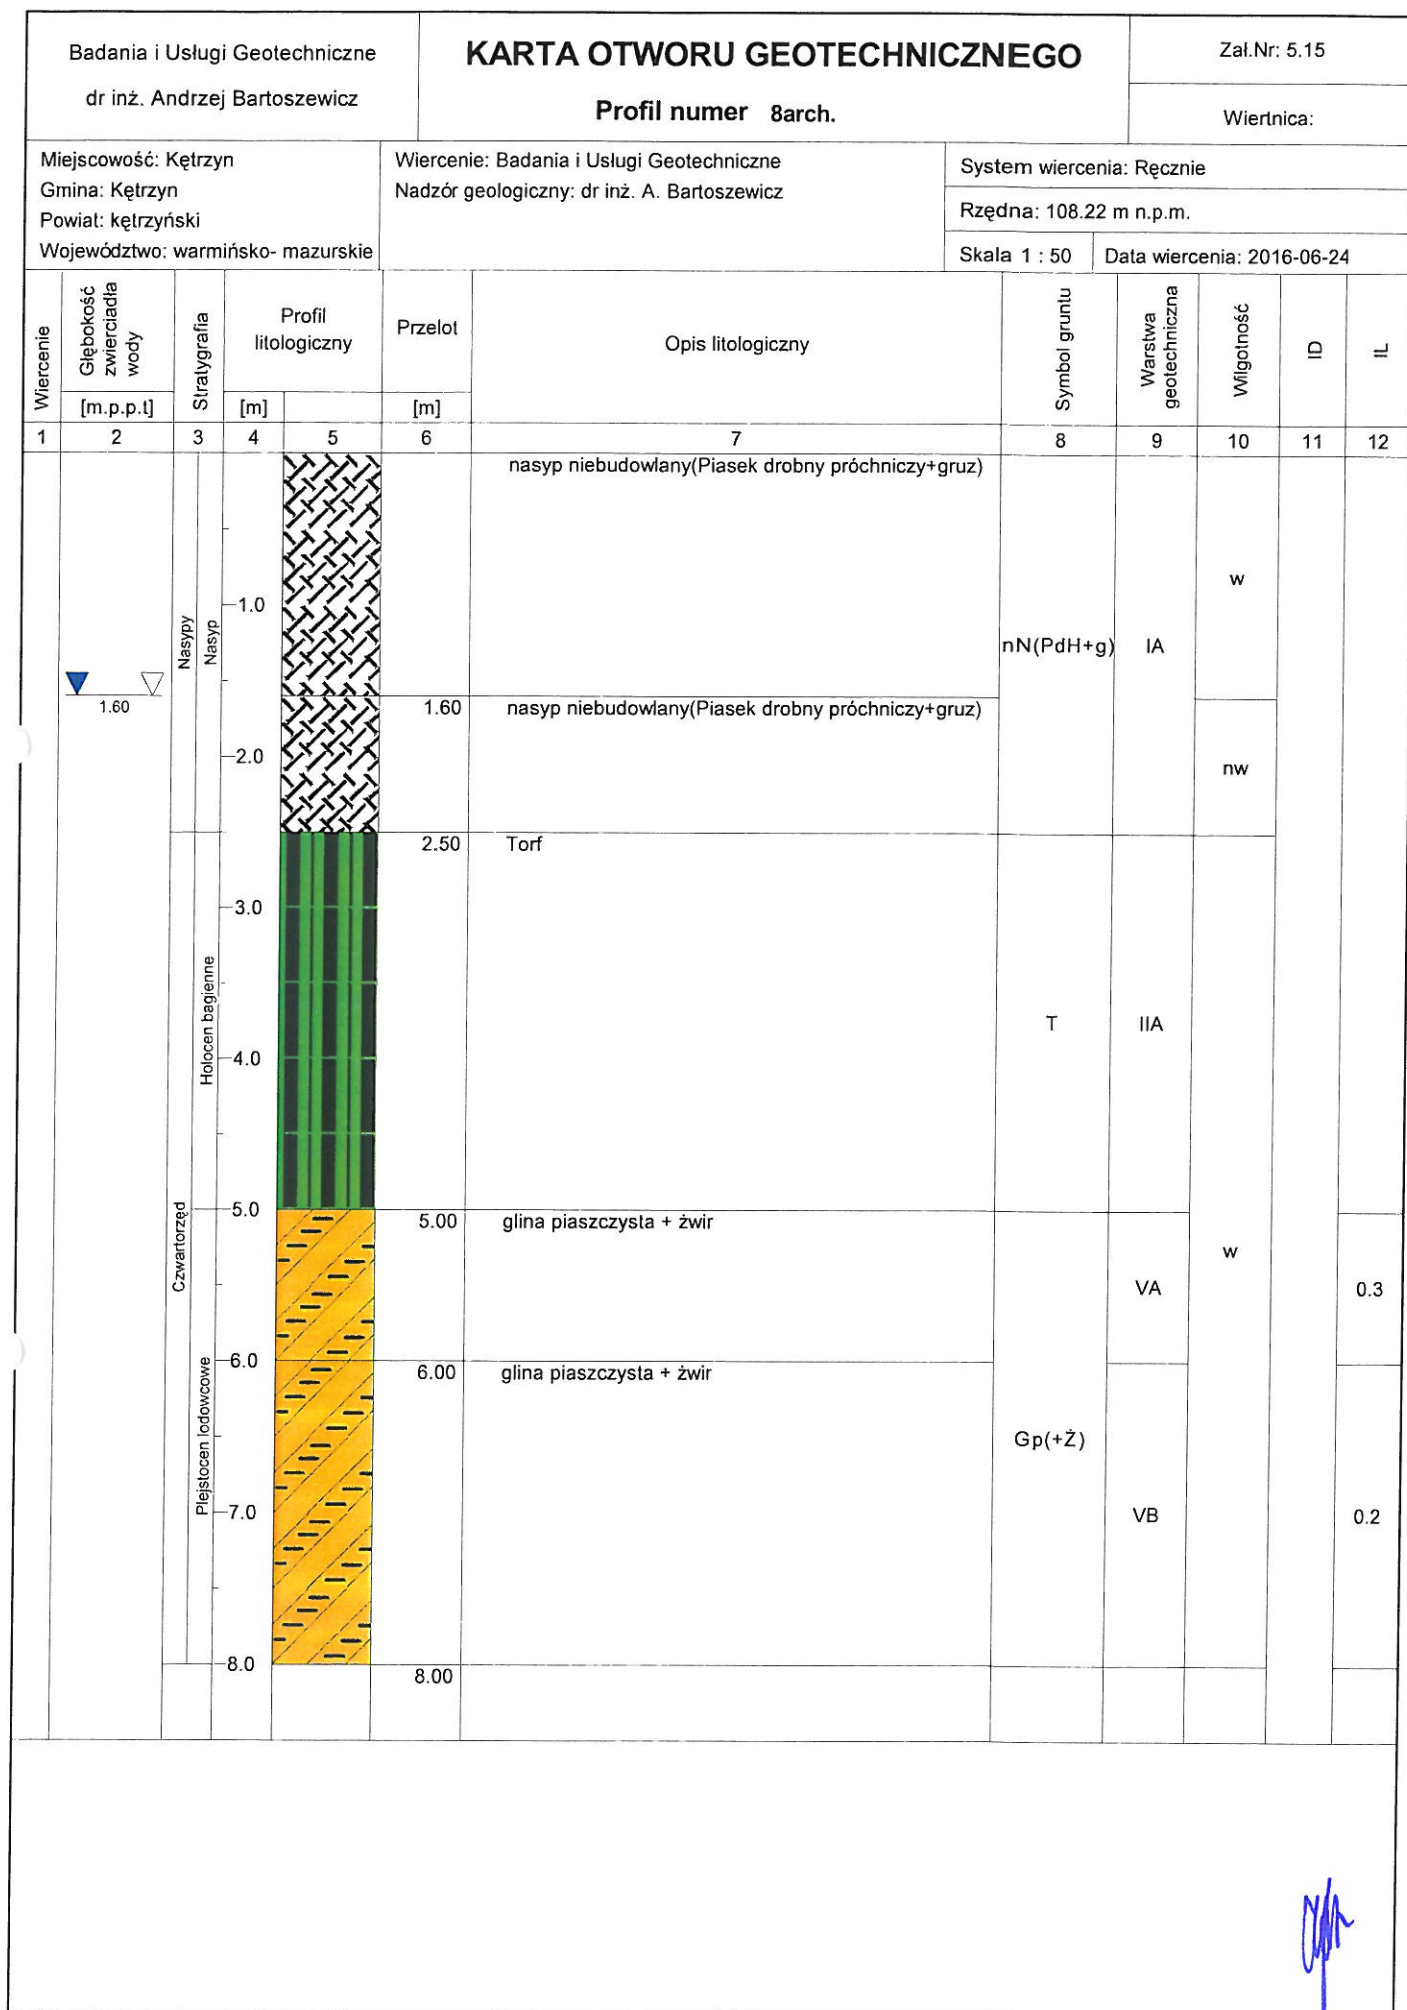 Badania i Usługi Geotechniczne
dr inż. Andrzej Bartoszewicz
KARTA OTWORU GEOTECHNICZNEGO
Profil numer 8arch.
Zał.Nr: 5.15
Wiertnica:
Miejscowość: Kętrzyn
Gmina: Kętrzyn
Powiat: kętrzyński
Województwo: warmińsko- mazurskie
Wiercenie: Badania i Usługi Geotechniczne
Nadzór geologiczny: dr inż. A. Bartoszewicz
System wiercenia: Ręcznie
Rzędna: 108.22 m n.p.m.
Skala 1 : 50
Data wiercenia: 2016-06-24
Wiercenie
Głębokość
zwierciadła
wody
[m.p.p.t]
Stratygrafia
Profil
litologiczny
[m]
Przelot
[m]
Opis litologiczny
Symbol gruntu
Warstwa
geotechniczna
Wilgotność
ID
IL
1 2 3 4 5 6 7 8 9 10 11 12
nasyp niebudowlany(Piasek drobny próchniczy+gruz)
w
1.0
Nasypy
Nasyp
nN(PdH+g)
IA
1.60
1.60
nasyp niebudowlany(Piasek drobny próchniczy+gruz)
2.0
nw
2.50
Torf
3.0
Holocen bagienne
T
IIA
4.0
5.0
5.00
glina piaszczysta + żwir
Czwartorzęd
w
VA
0.3
6.0
6.00
glina piaszczysta + żwir
Plejstocen lodowcowe
Gp(+Ż)
7.0
VB
0.2
8.0
8.00